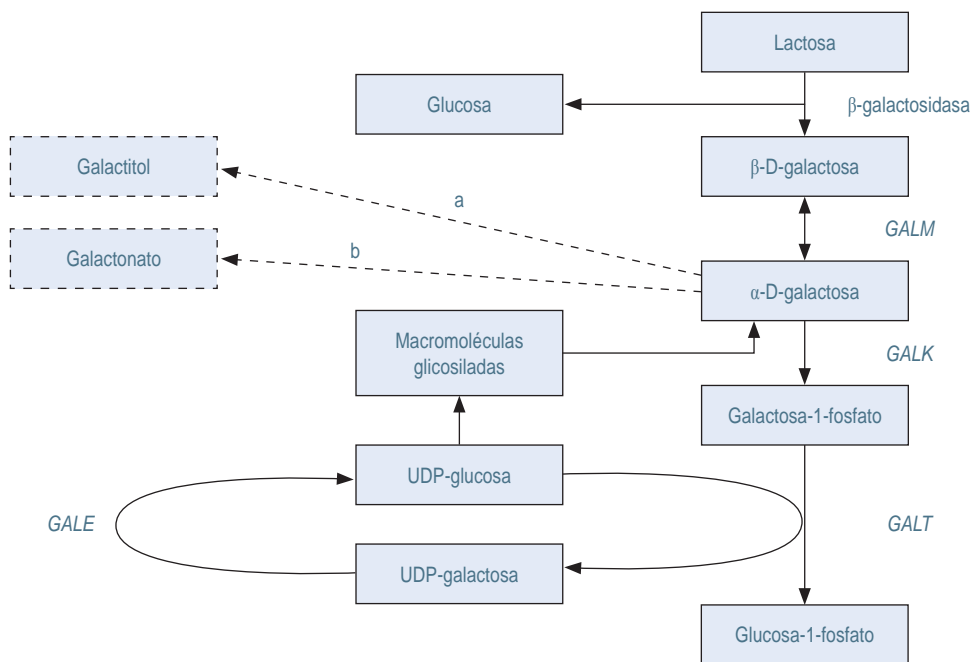 Lactosa
Glucosa
β-galactosidasa
Galactitol
β-D-galactosa
a
GALM
Galactonato
b
α-D-galactosa
Macromoléculas
glicosiladas
GALK
Galactosa-1-fosfato
UDP-glucosa
GALE
GALT
UDP-galactosa
Glucosa-1-fosfato